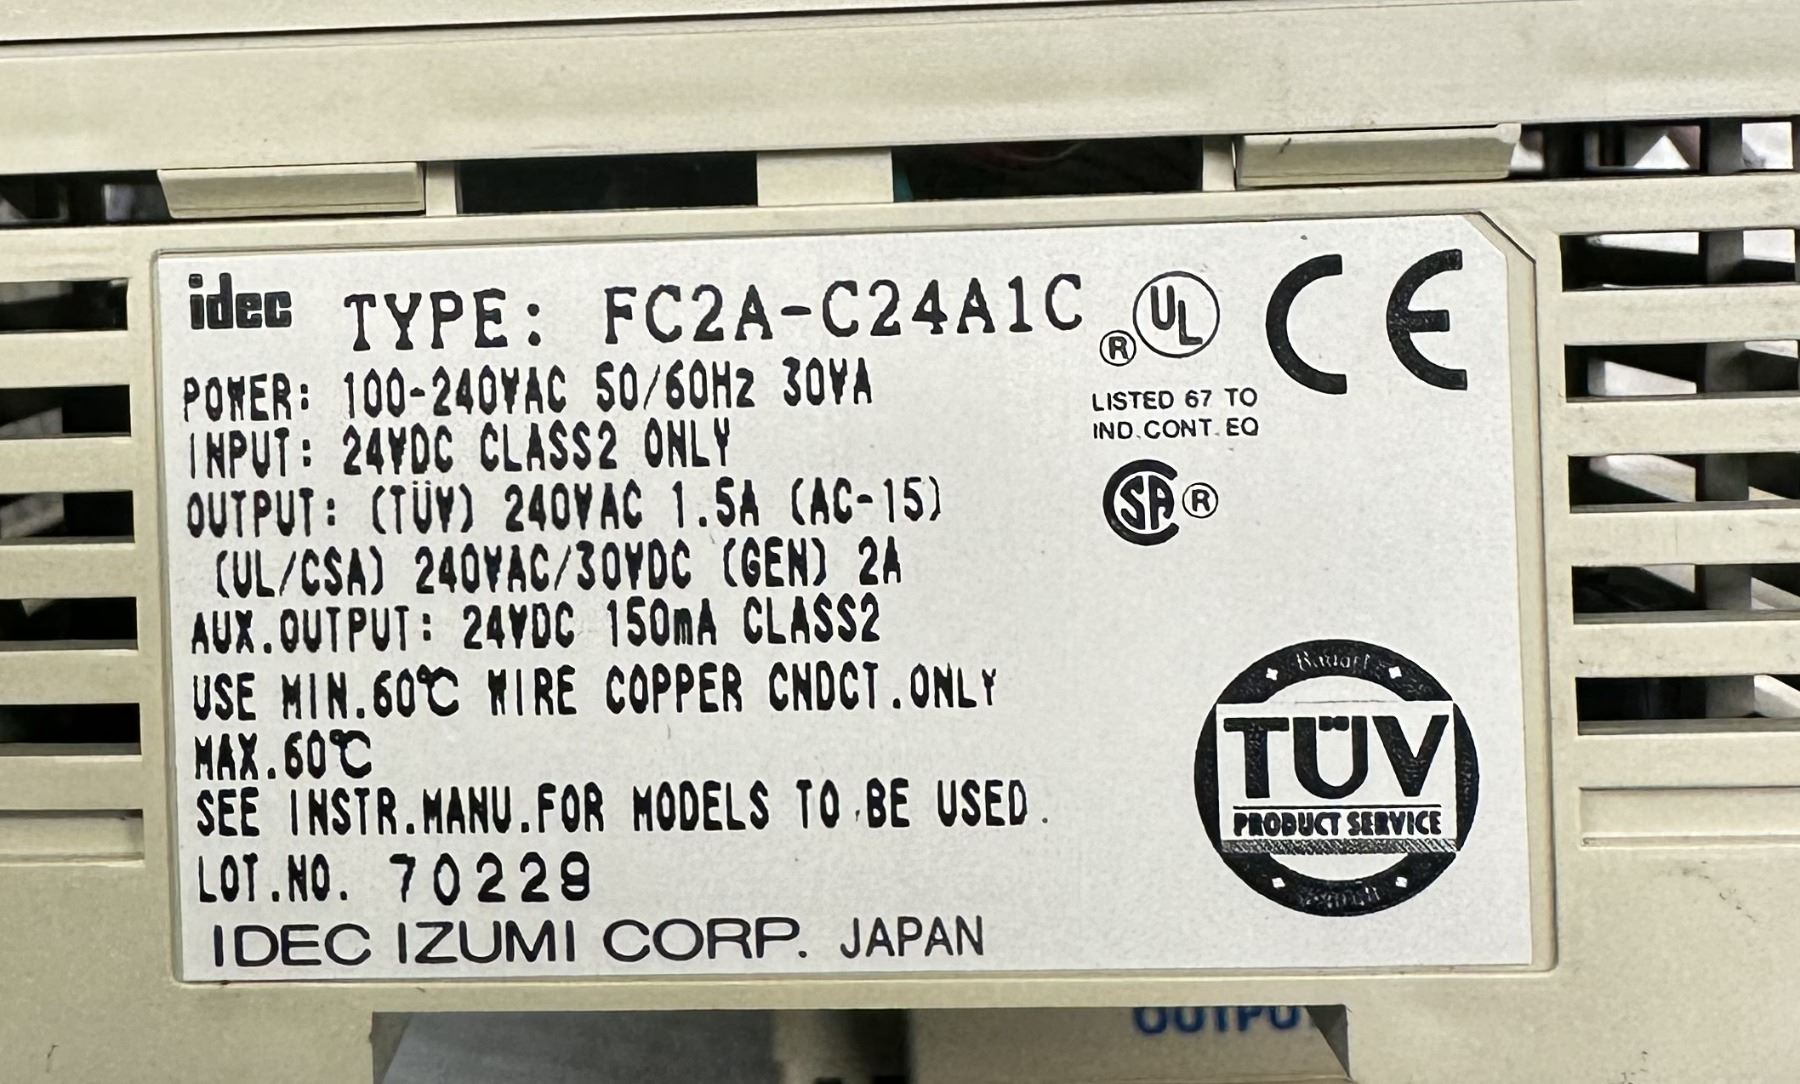 idec TYPE: FC2A-C24A1C
POWER: 100-240VAC 50/60Hz 30VA
INPUT: 24VDC CLASS2 ONLY
OUTPUT: (TÜV) 240VAC 1.5A (AC-15)
(UL/CSA) 240VAC/30VDC (GEN) 2A
AUX.OUTPUT: 24VDC 150mA CLASS2
USE MIN.60℃ WIRE COPPER CNDCT.ONLY
MAX.60℃
SEE INSTR.MANU.FOR MODELS TO BE USED.
LOT.NO. 70229
IDEC IZUMI CORP. JAPAN
UL ®
CE
LISTED 67 TO
IND.CONT.EQ
SA ®
TÜV
PRODUCT SERVICE